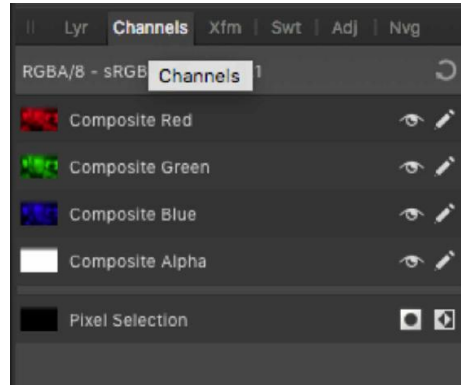 Lyr Channels Xfm Swt Adj Nvg
RGBA/8 - sRGB 1
Channels
Composite Red
Composite Green
Composite Blue
Composite Alpha
Pixel Selection